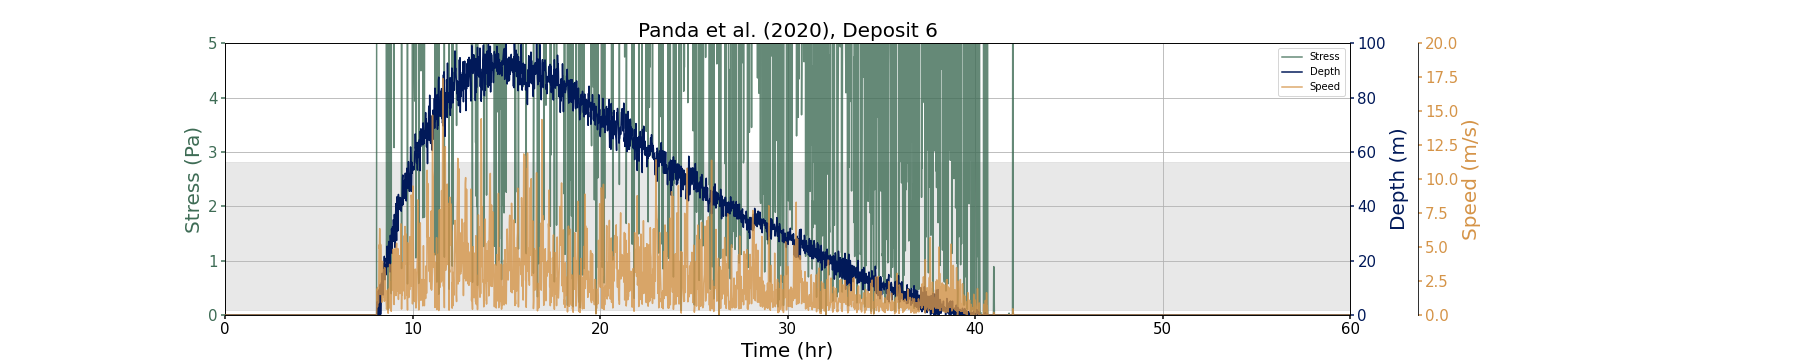 Panda et al. (2020), Deposit 6
5
4
3
2
1
0
Stress (Pa)
Stress
Depth
Speed
100
80
60
40
20
0
Depth (m)
20.0
17.5
15.0
12.5
10.0
7.5
5.0
2.5
0.0
Speed (m/s)
0 10 20 30 40 50 60
Time (hr)